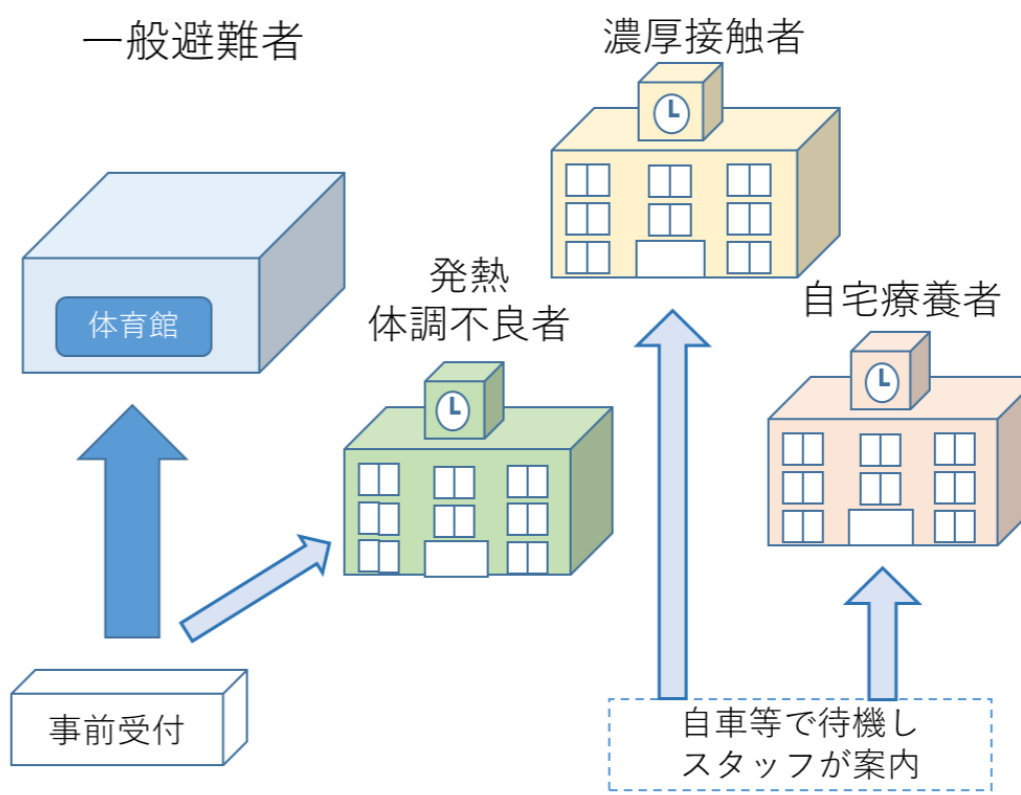 一般避難者
濃厚接触者
体育館
発熱
体調不良者
自宅療養者
事前受付
自車等で待機し
スタッフが案内